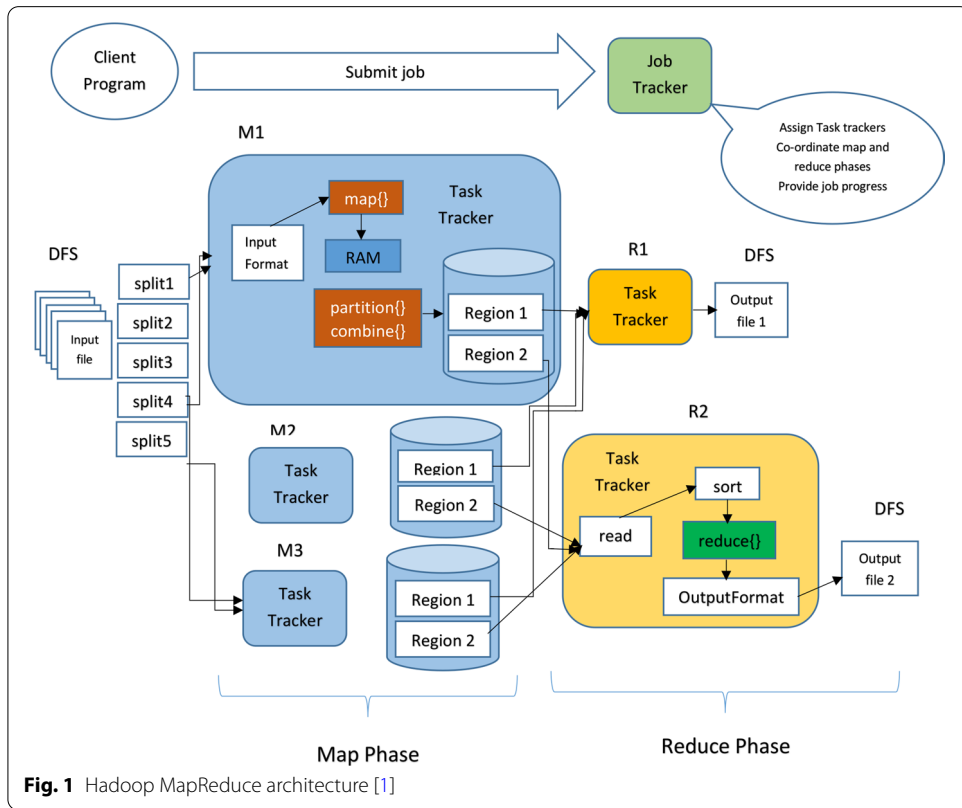 Client
Program
Submit job
Job
Tracker
Assign Task trackers
Co-ordinate map and
reduce phases
Provide job progress
M1
Task
Tracker
map{}
RAM
Input
Format
partition{}
combine{}
Region 1
Region 2
DFS
Input
file
split1
split2
split3
split4
split5
R1
Task
Tracker
DFS
Output
file 1
M2
Task
Tracker
Region 1
Region 2
M3
Task
Tracker
Region 1
Region 2
R2
Task
Tracker
read
sort
reduce{}
OutputFormat
DFS
Output
file 2
Map Phase
Reduce Phase
Fig. 1 Hadoop MapReduce architecture [1]